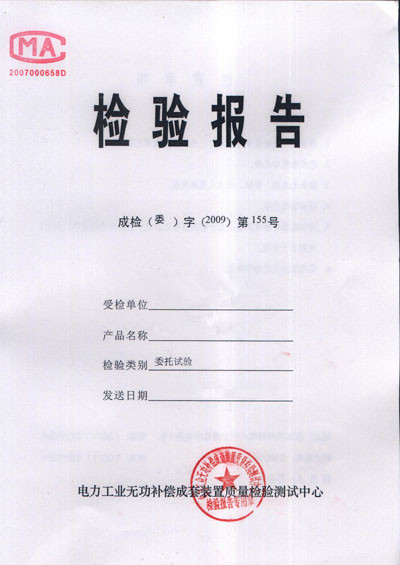 CMA
2007000658D
检验报告
成检（委）字（2009）第155号
受检单位
产品名称
检验类别 委托试验
发送日期
电力工业无功补偿成套装置质量检验测试中心
检验报告专用章